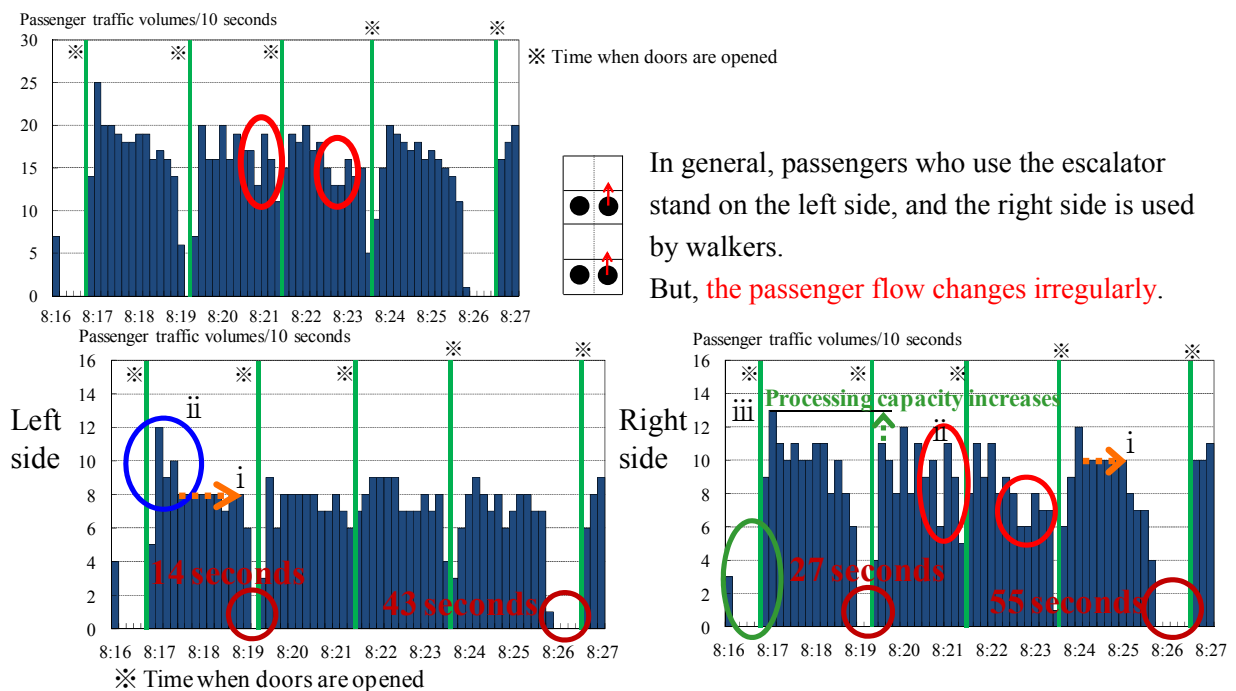 Passenger traffic volumes/10 seconds
30
25
20
15
10
5
0
※ ※ ※ ※ ※
8:16 8:17 8:18 8:19 8:20 8:21 8:22 8:23 8:24 8:25 8:26 8:27
※ Time when doors are opened
In general, passengers who use the escalator
stand on the left side, and the right side is used
by walkers.
But, the passenger flow changes irregularly.
Left
side
Passenger traffic volumes/10 seconds
16
14
12
10
8
6
4
2
0
※ ※ ※ ※ ※
ii
i
14 seconds
43 seconds
8:16 8:17 8:18 8:19 8:20 8:21 8:22 8:23 8:24 8:25 8:26 8:27
※ Time when doors are opened
Right
side
Passenger traffic volumes/10 seconds
16
14
12
10
8
6
4
2
0
※ ※ ※ ※ ※
iii
Processing capacity increases
ii
i
27 seconds
55 seconds
8:16 8:17 8:18 8:19 8:20 8:21 8:22 8:23 8:24 8:25 8:26 8:27